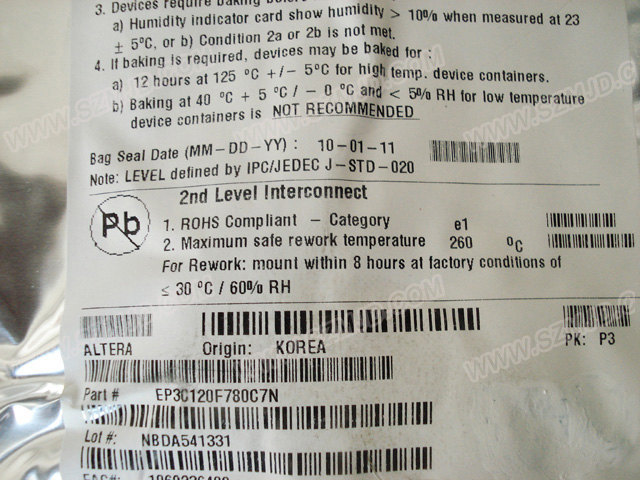 3. Devices require baking before
a) Humidity indicator card show humidity > 10% when measured at 23
± 5°C, or b) Condition 2a or 2b is not met.
4. If baking is required, devices may be baked for :
a) 12 hours at 125 °C +/- 5°C for high temp. device containers.
b) Baking at 40 °C + 5 °C / - 0 °C and < 5% RH for low temperature
device containers is NOT RECOMMENDED
Bag Seal Date (MM-DD-YY) : 10-01-11
Note: LEVEL defined by IPC/JEDEC J-STD-020
2nd Level Interconnect
Pb
1. ROHS Compliant - Category e1
2. Maximum safe rework temperature 260 °C
For Rework: mount within 8 hours at factory conditions of
≤ 30 °C / 60% RH
ALTERA Origin: KOREA
PK: P3
Part # EP3C120F780C7N
Lot #: NBDA541331
WWW.SZMJD.COM